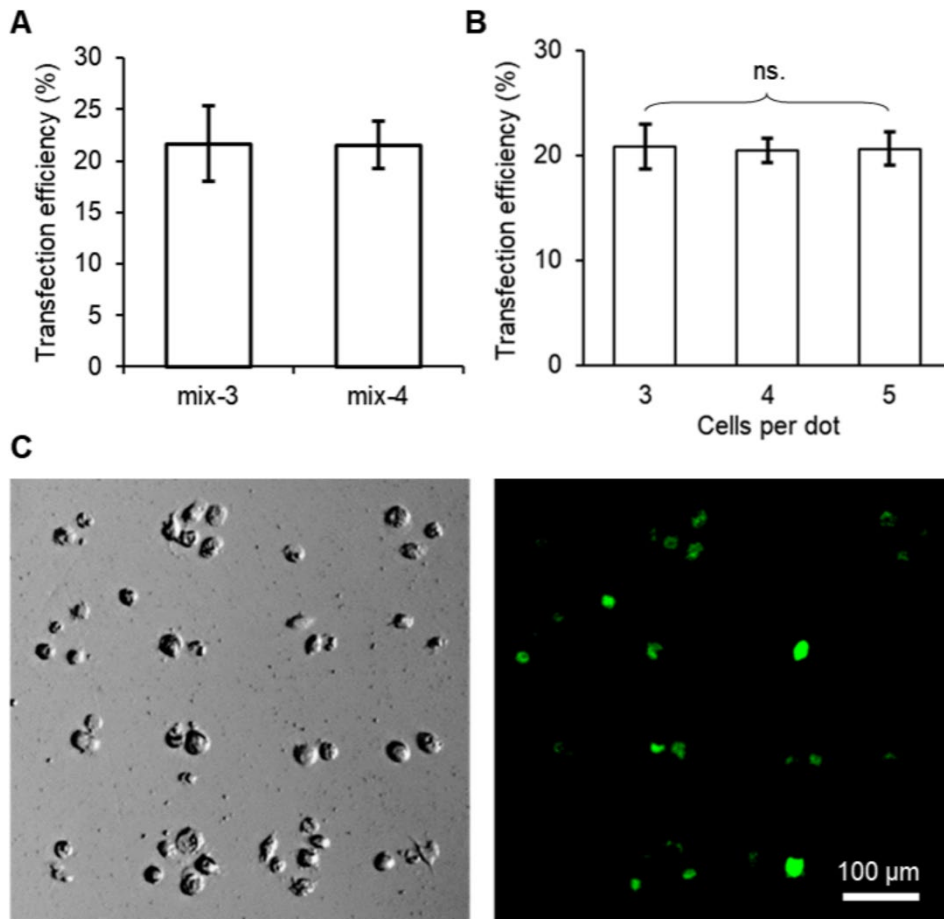 A
Transfection efficiency (%)
30
25
20
15
10
5
0
mix-3 mix-4
B
Transfection efficiency (%)
30
20
10
0
ns.
3 4 5
Cells per dot
C
100 µm